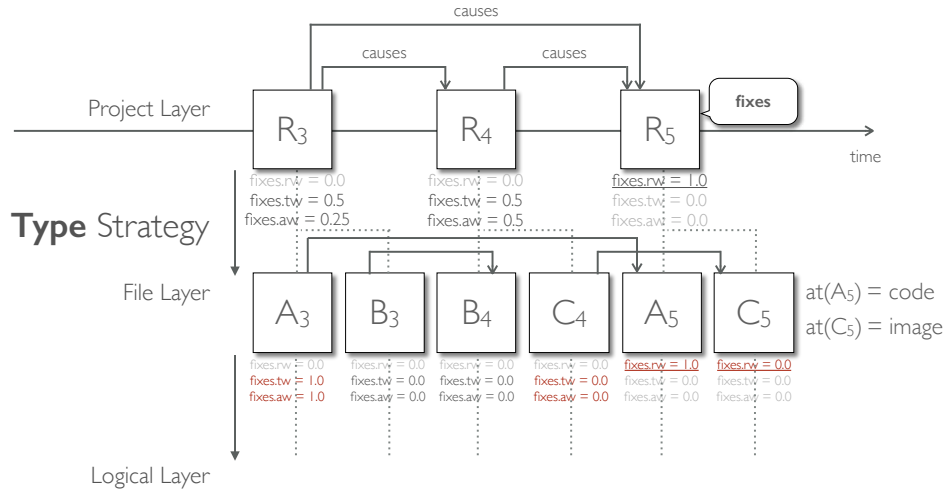 causes
causes
causes
Project Layer
R3
R4
R5
fixes
time
fixes.rw = 0.0
fixes.tw = 0.5
fixes.aw = 0.25
fixes.rw = 0.0
fixes.tw = 0.5
fixes.aw = 0.5
fixes.rw = 1.0
fixes.tw = 0.0
fixes.aw = 0.0
Type Strategy
File Layer
A3
B3
B4
C4
A5
C5
at(A5) = code
at(C5) = image
fixes.rw = 0.0
fixes.tw = 1.0
fixes.aw = 1.0
fixes.rw = 0.0
fixes.tw = 0.0
fixes.aw = 0.0
fixes.rw = 0.0
fixes.tw = 0.0
fixes.aw = 0.0
fixes.rw = 0.0
fixes.tw = 0.0
fixes.aw = 0.0
fixes.rw = 1.0
fixes.tw = 0.0
fixes.aw = 0.0
fixes.rw = 0.0
fixes.tw = 0.0
fixes.aw = 0.0
Logical Layer